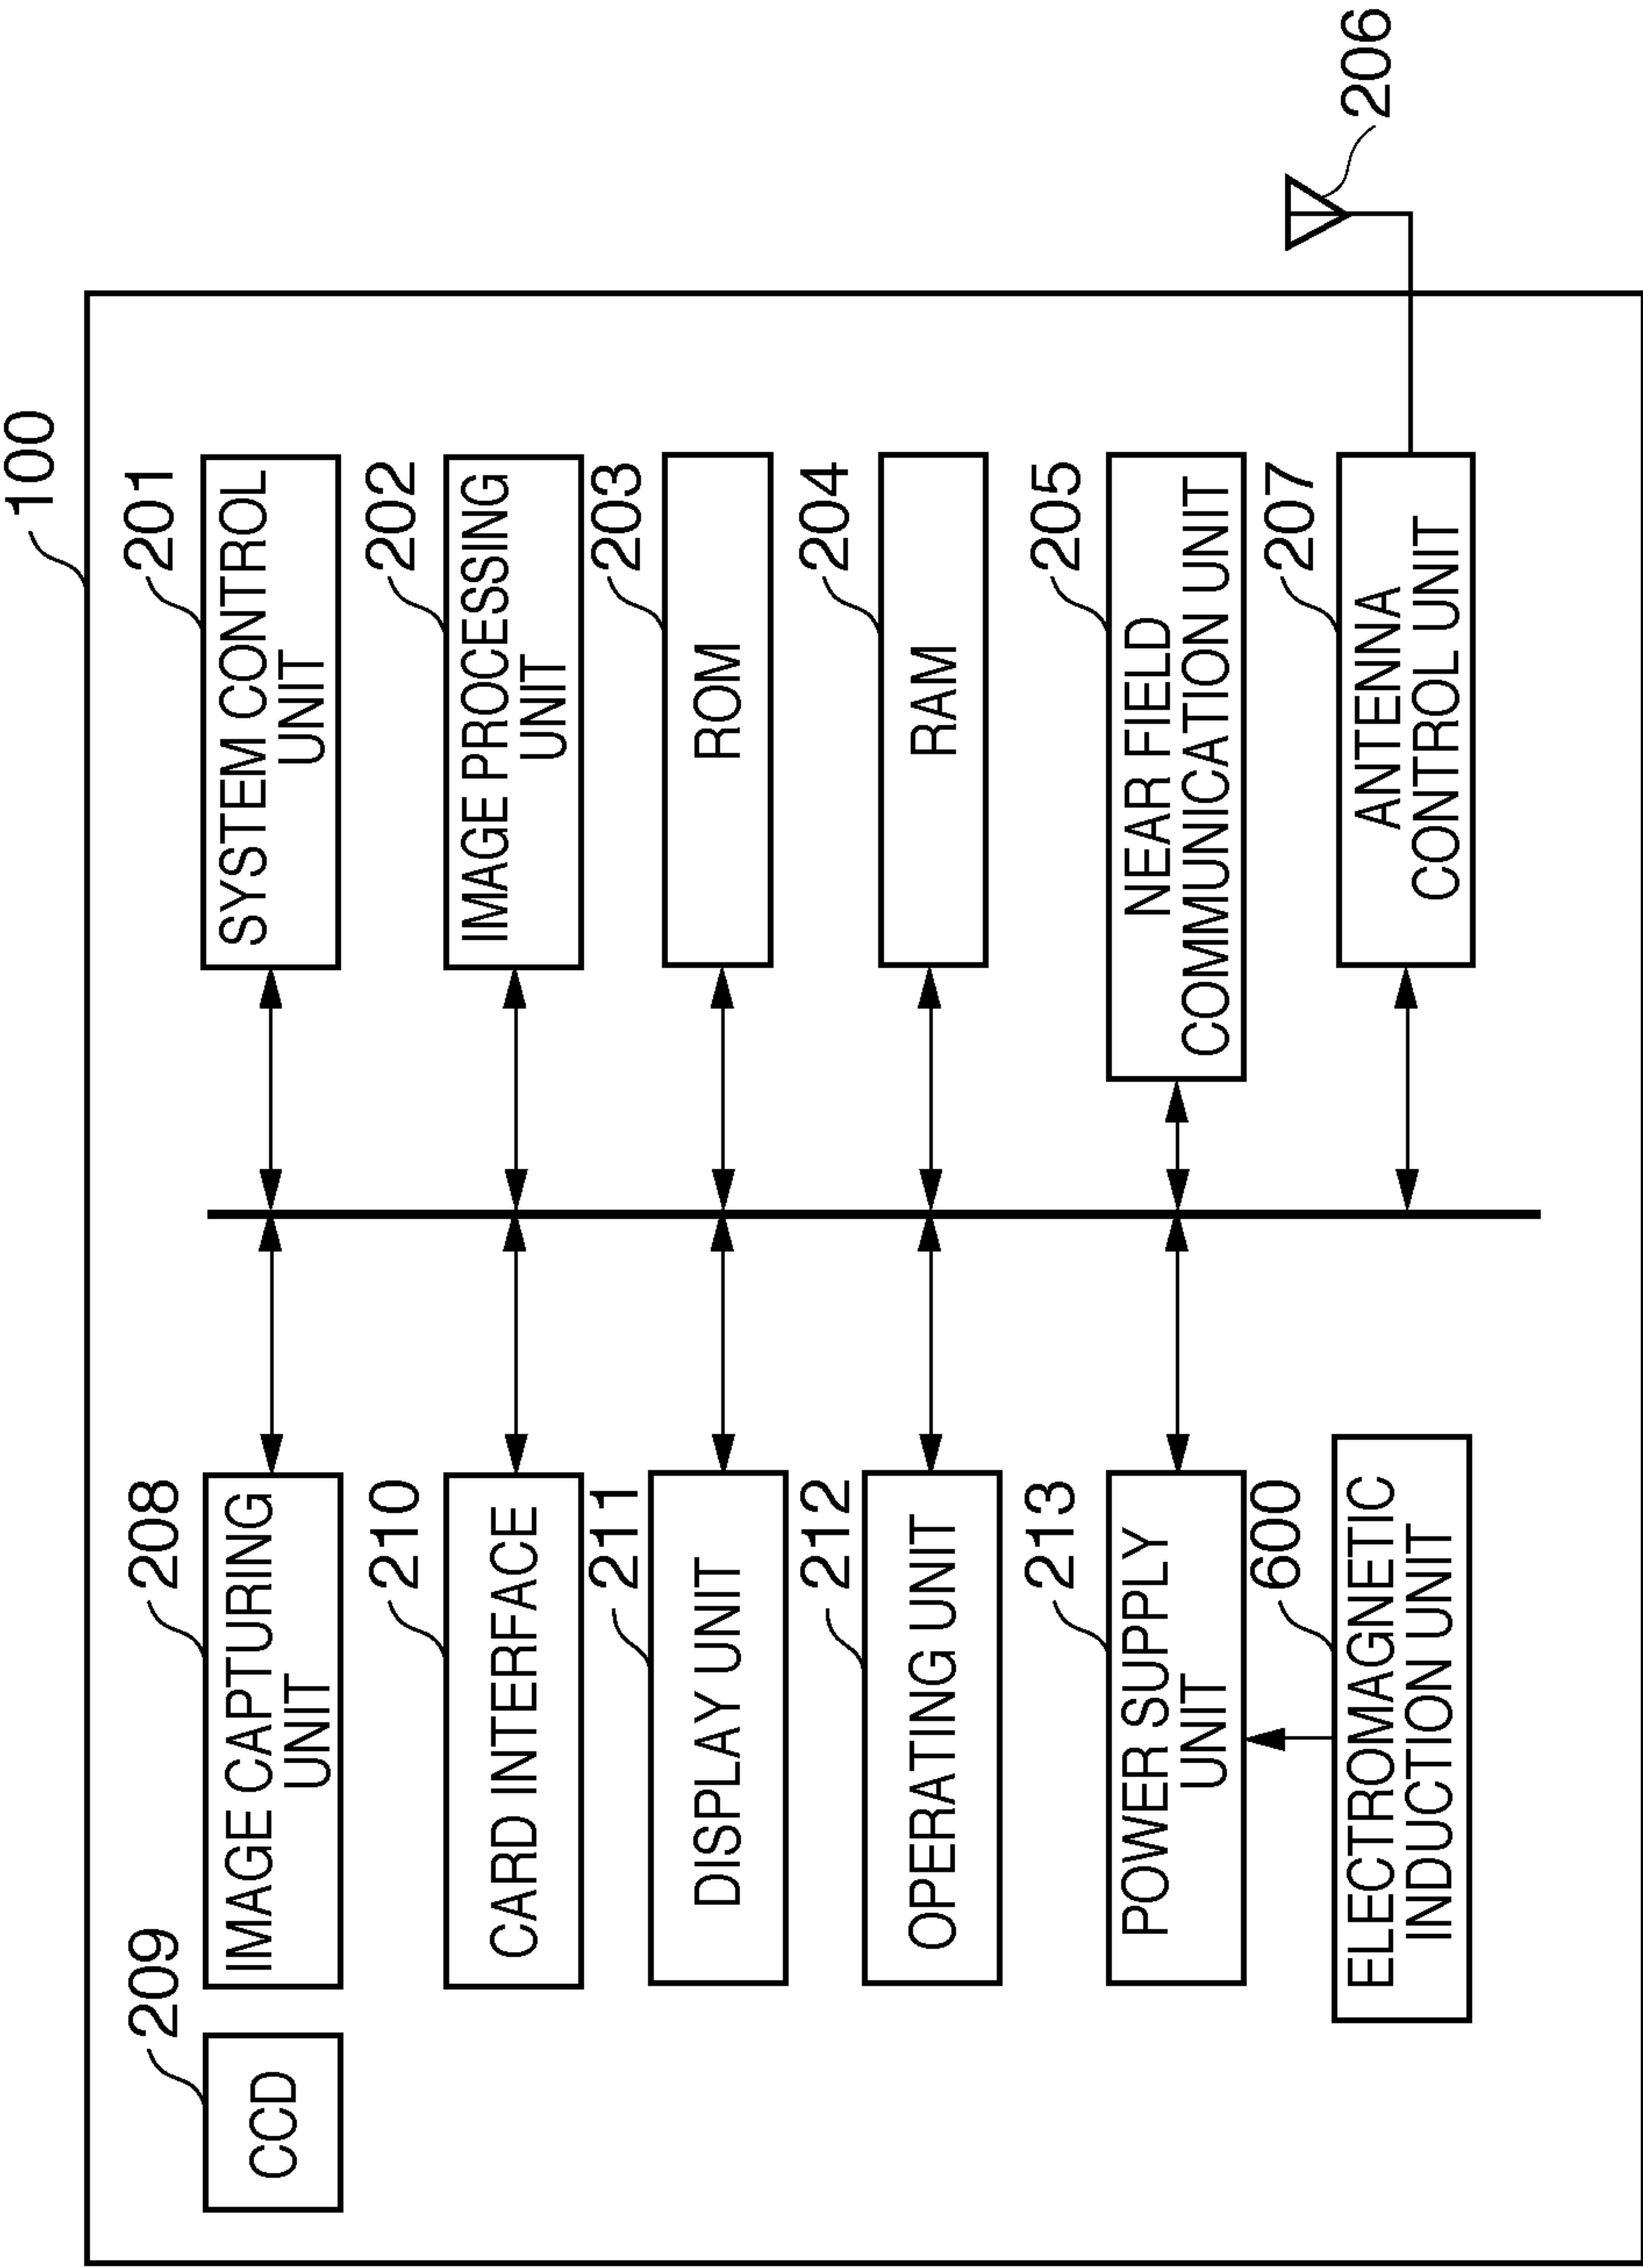 100
209
CCD
208
IMAGE CAPTURING
UNIT
201
SYSTEM CONTROL
UNIT
210
CARD INTERFACE
202
IMAGE PROCESSING
UNIT
211
DISPLAY UNIT
203
ROM
212
OPERATING UNIT
204
RAM
213
POWER SUPPLY
UNIT
205
NEAR FIELD
COMMUNICATION UNIT
600
ELECTROMAGNETIC
INDUCTION UNIT
207
ANTENNA
CONTROL UNIT
206